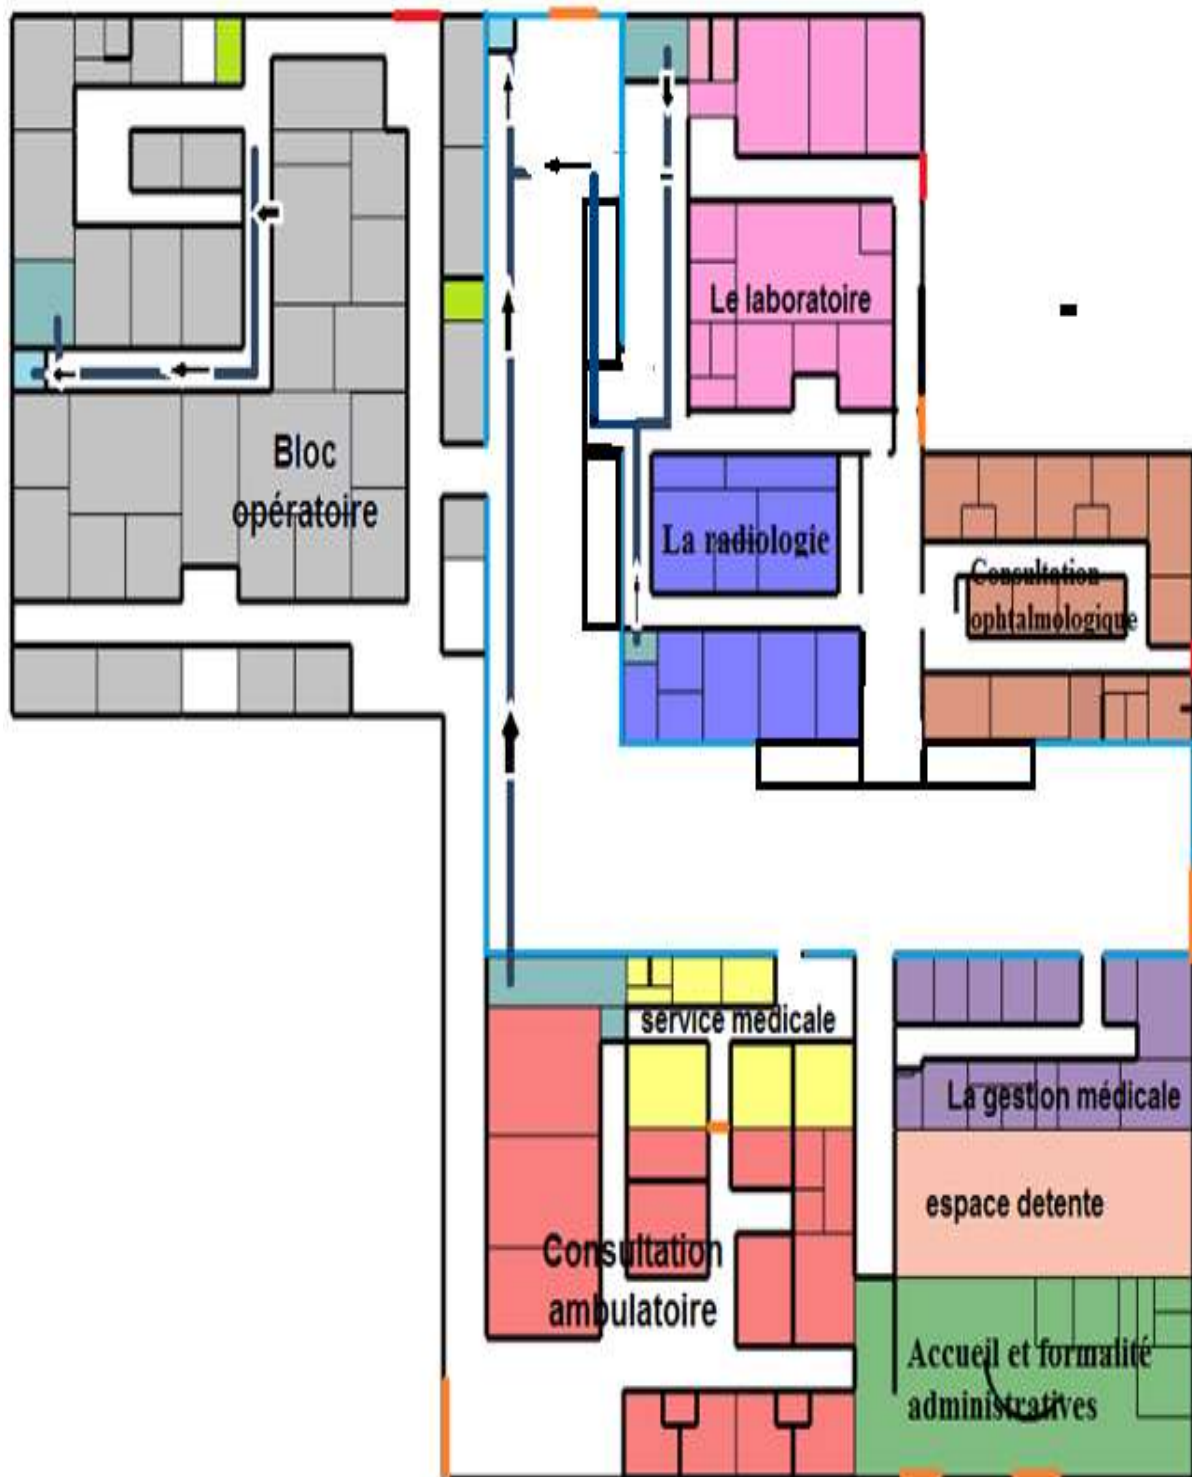 Le laboratoire
Bloc
opératoire
La radiologie
Consultation
ophtalmologique
service medicale
La gestion médicale
espace detente
Consultation
ambulatoire
Accueil et formalité
administratives